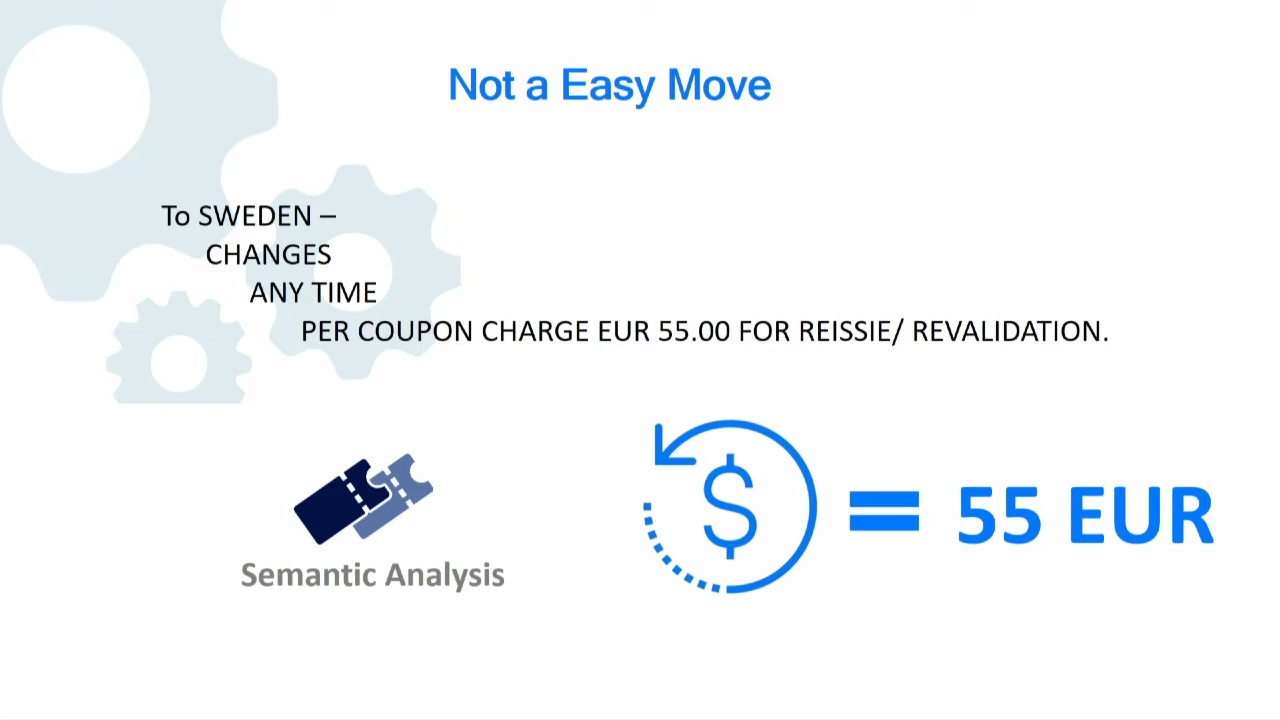 Not a Easy Move
To SWEDEN –
CHANGES
ANY TIME
PER COUPON CHARGE EUR 55.00 FOR REISSIE/ REVALIDATION.
$ = 55 EUR
Semantic Analysis